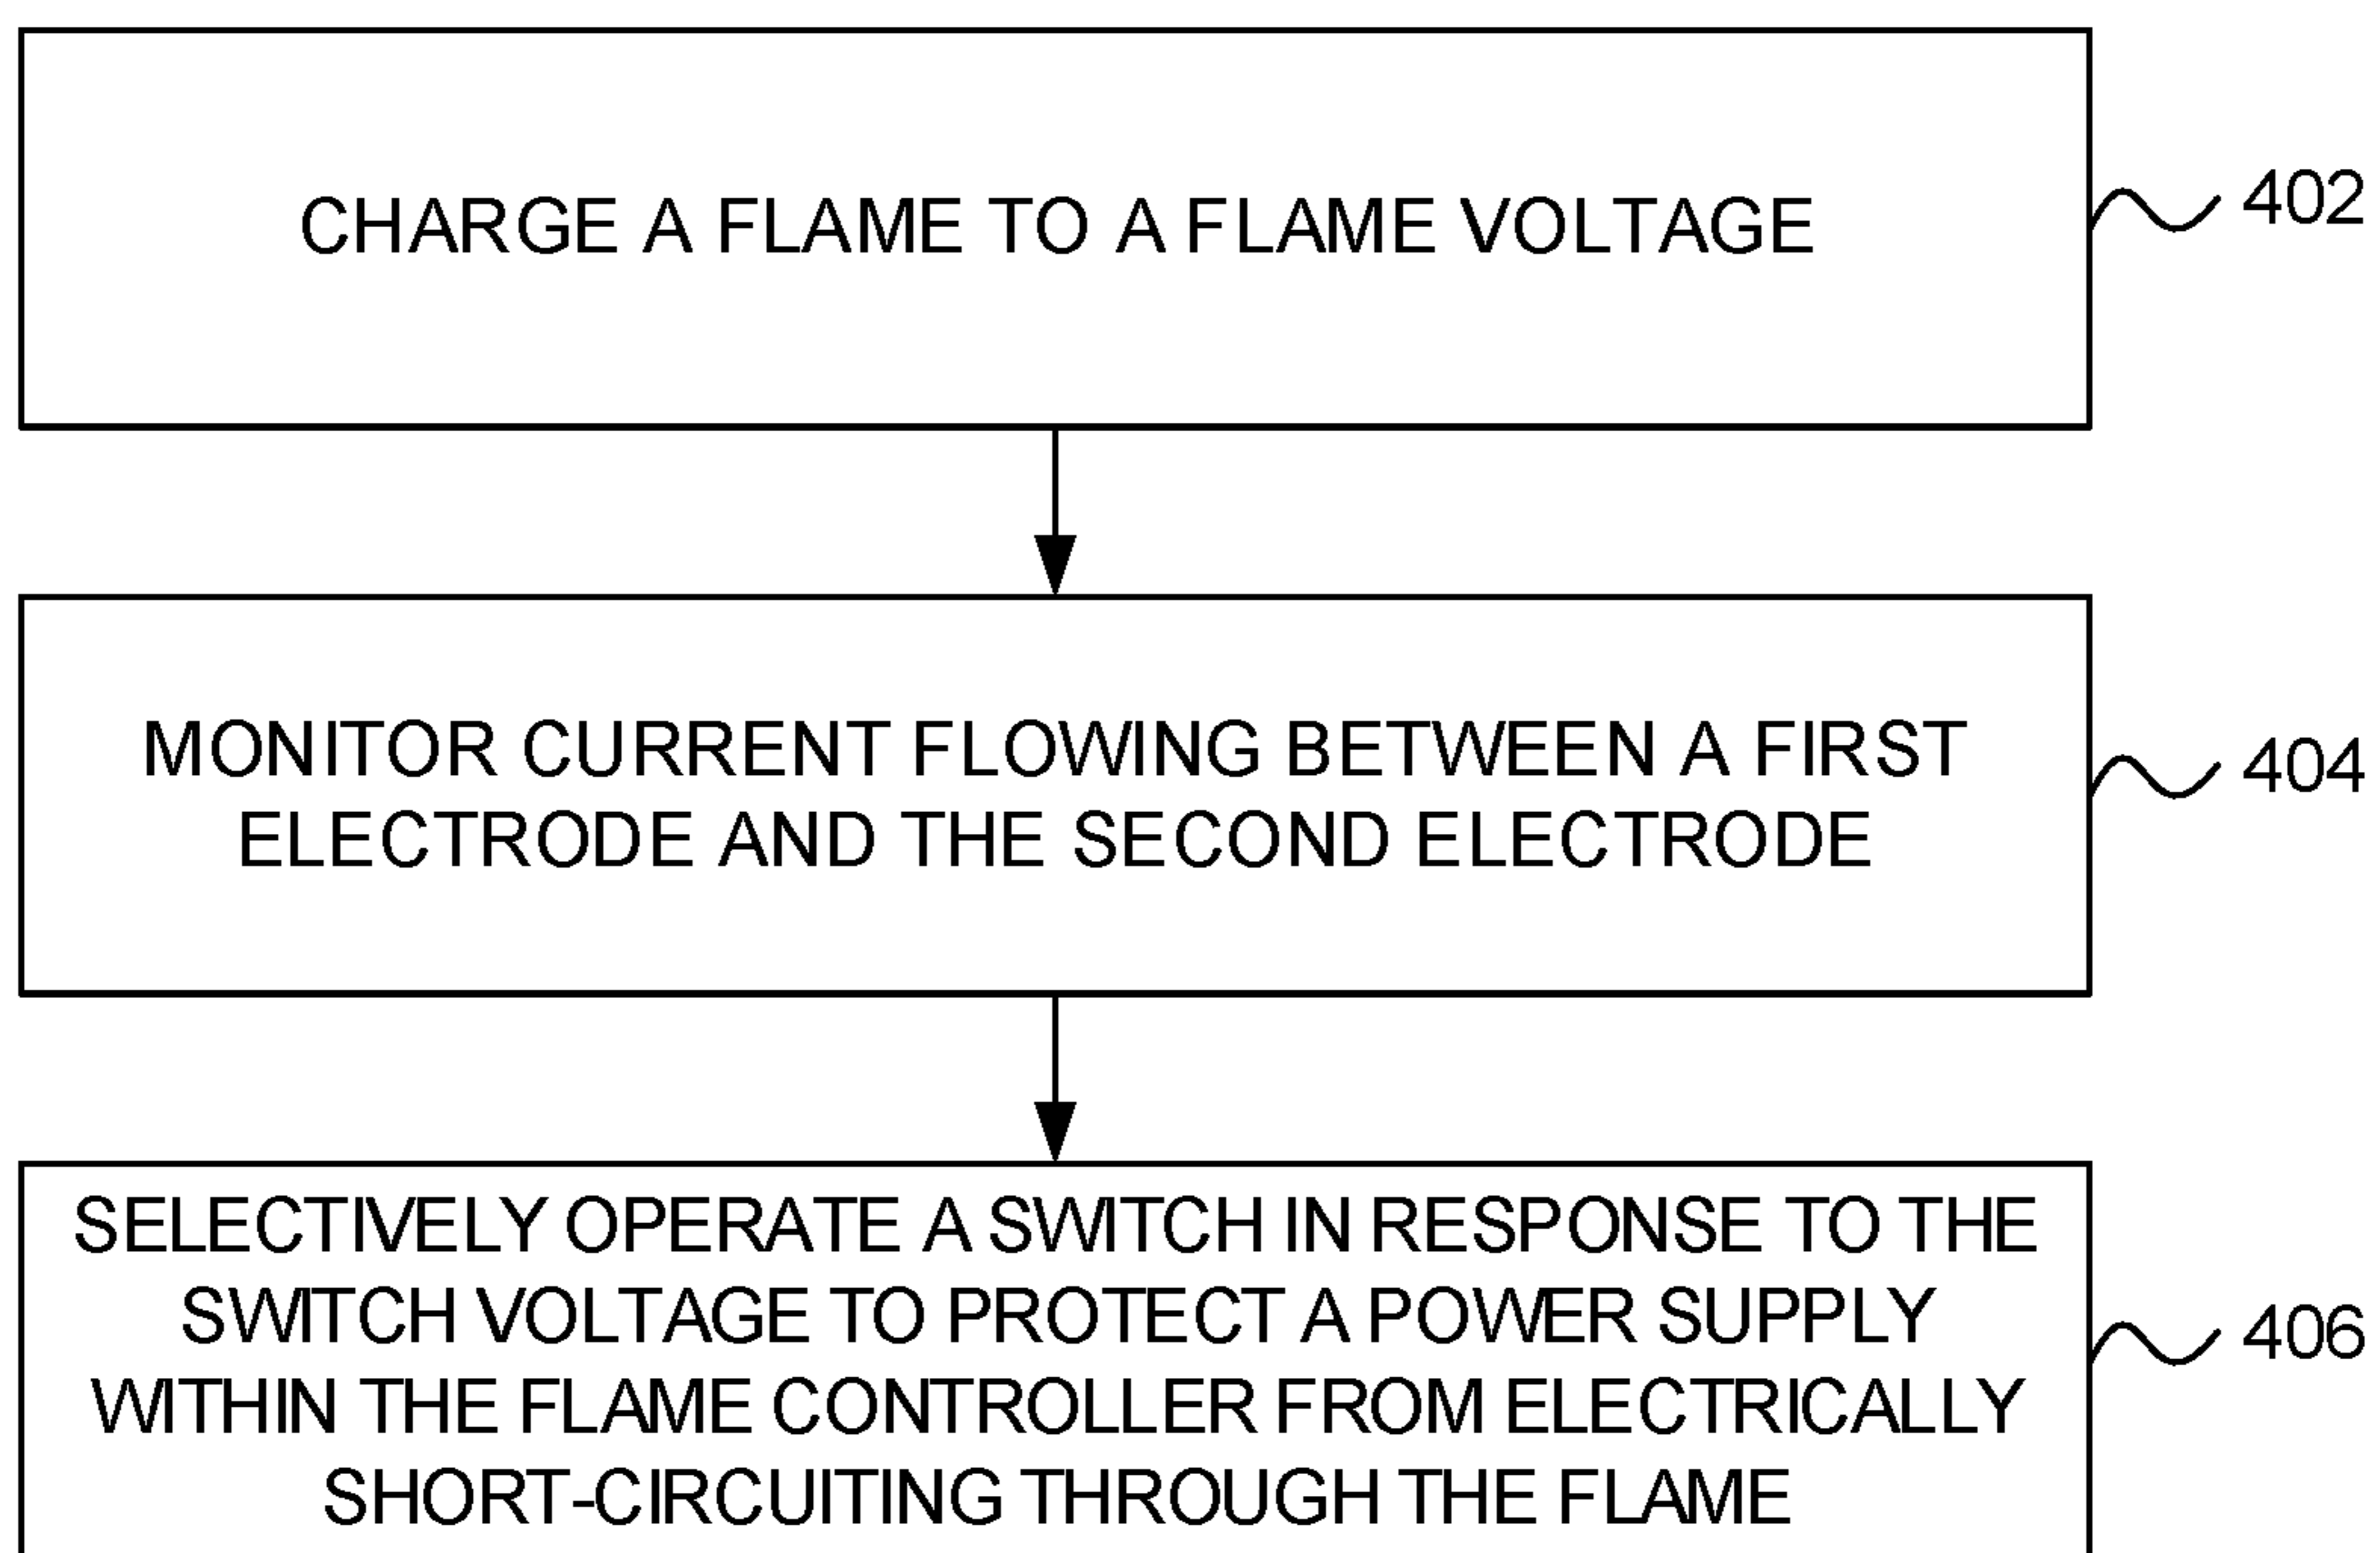 CHARGE A FLAME TO A FLAME VOLTAGE
402
MONITOR CURRENT FLOWING BETWEEN A FIRST
ELECTRODE AND THE SECOND ELECTRODE
404
SELECTIVELY OPERATE A SWITCH IN RESPONSE TO THE
SWITCH VOLTAGE TO PROTECT A POWER SUPPLY
WITHIN THE FLAME CONTROLLER FROM ELECTRICALLY
SHORT-CIRCUITING THROUGH THE FLAME
406